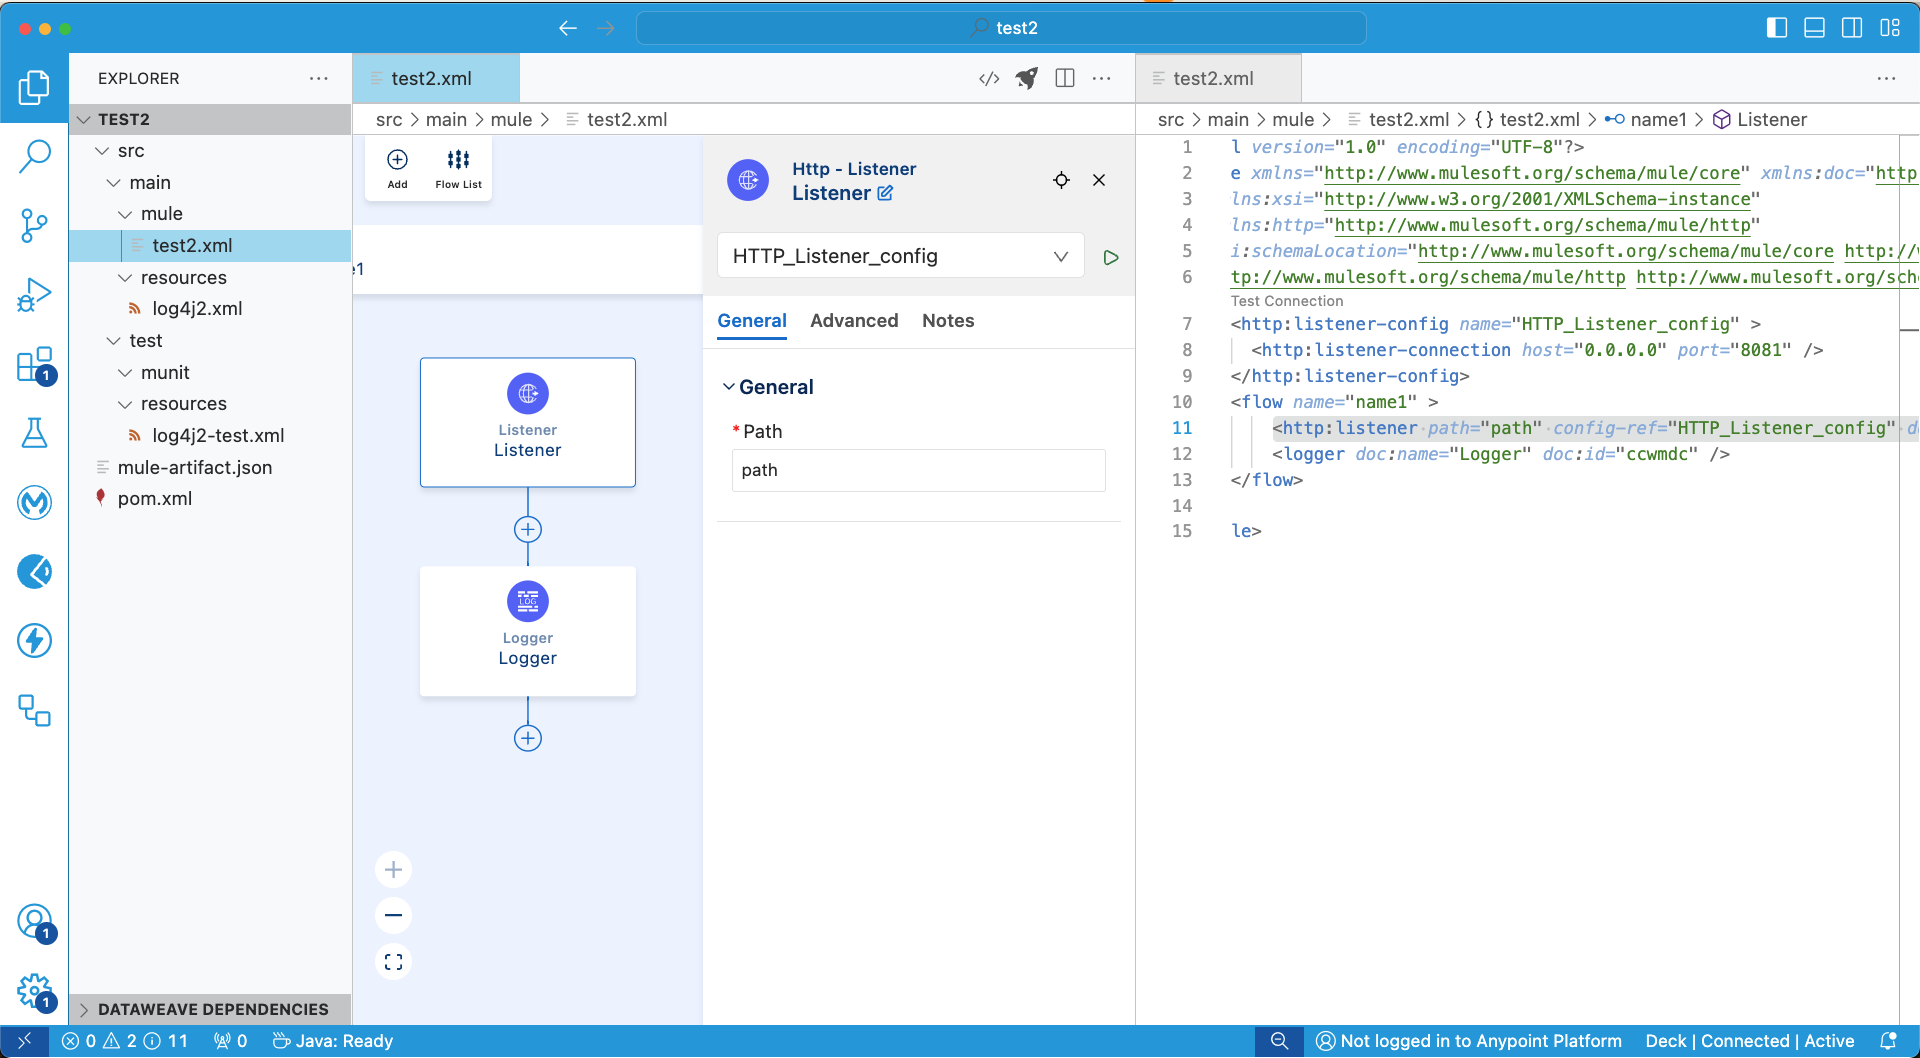 test2
EXPLORER
TEST2
src
main
mule
test2.xml
resources
log4j2.xml
test
munit
resources
log4j2-test.xml
mule-artifact.json
pom.xml
DATAWEAVE DEPENDENCIES
test2.xml
src > main > mule > test2.xml
Add
Flow List
Listener
Listener
LOG
Logger
Logger
Http - Listener
Listener
HTTP_Listener_config
General Advanced Notes
General
* Path
path
test2.xml
src > main > mule > test2.xml > {} test2.xml > name1 > Listener
1 l version="1.0" encoding="UTF-8"?>
2 e xmlns="http://www.mulesoft.org/schema/mule/core" xmlns:doc="http
3 lns:xsi="http://www.w3.org/2001/XMLSchema-instance"
4 lns:http="http://www.mulesoft.org/schema/mule/http"
5 i:schemaLocation="http://www.mulesoft.org/schema/mule/core http://
6 tp://www.mulesoft.org/schema/mule/http http://www.mulesoft.org/sch
Test Connection
7 <http:listener-config name="HTTP_Listener_config" >
8 <http:listener-connection host="0.0.0.0" port="8081" />
9 </http:listener-config>
10 <flow name="name1" >
11 <http:listener path="path" config-ref="HTTP_Listener_config" d
12 <logger doc:name="Logger" doc:id="ccwmdc" />
13 </flow>
14
15 le>
1
1
1
0 2 11 0 Java: Ready
Not logged in to Anypoint Platform Deck | Connected | Active